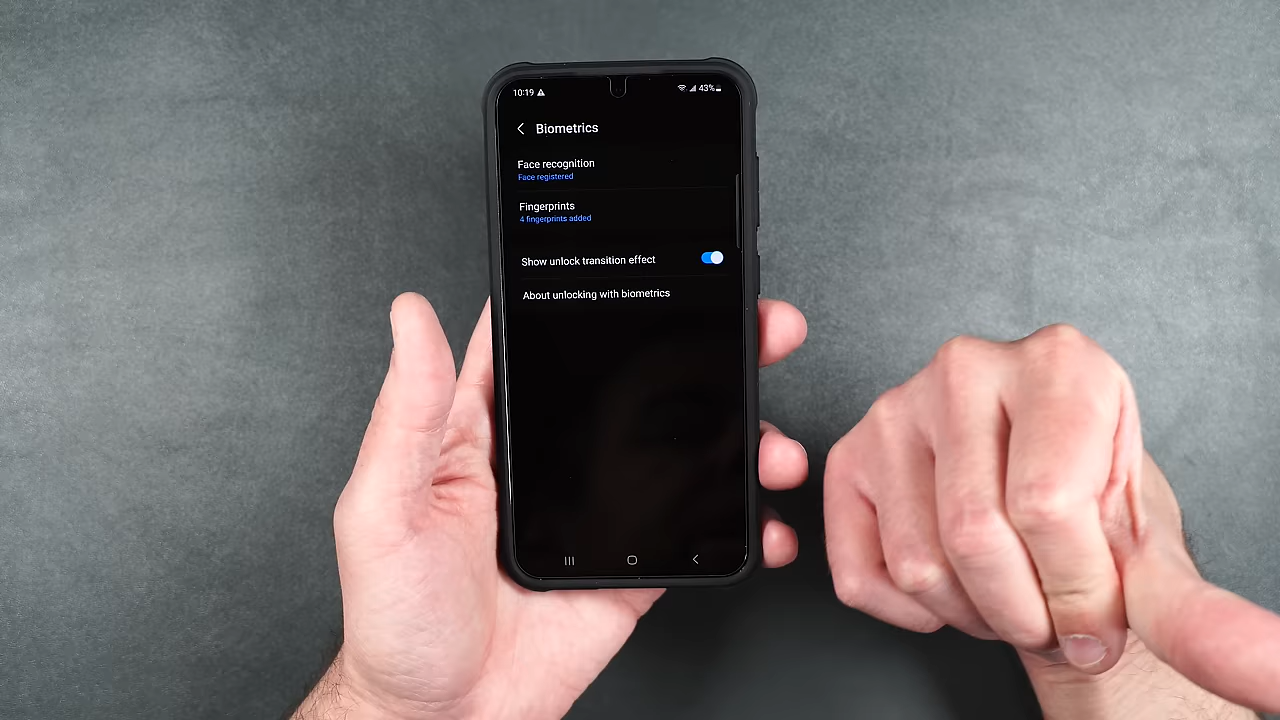 10:19 43%
Biometrics
Face recognition
Face registered
Fingerprints
4 fingerprints added
Show unlock transition effect
About unlocking with biometrics